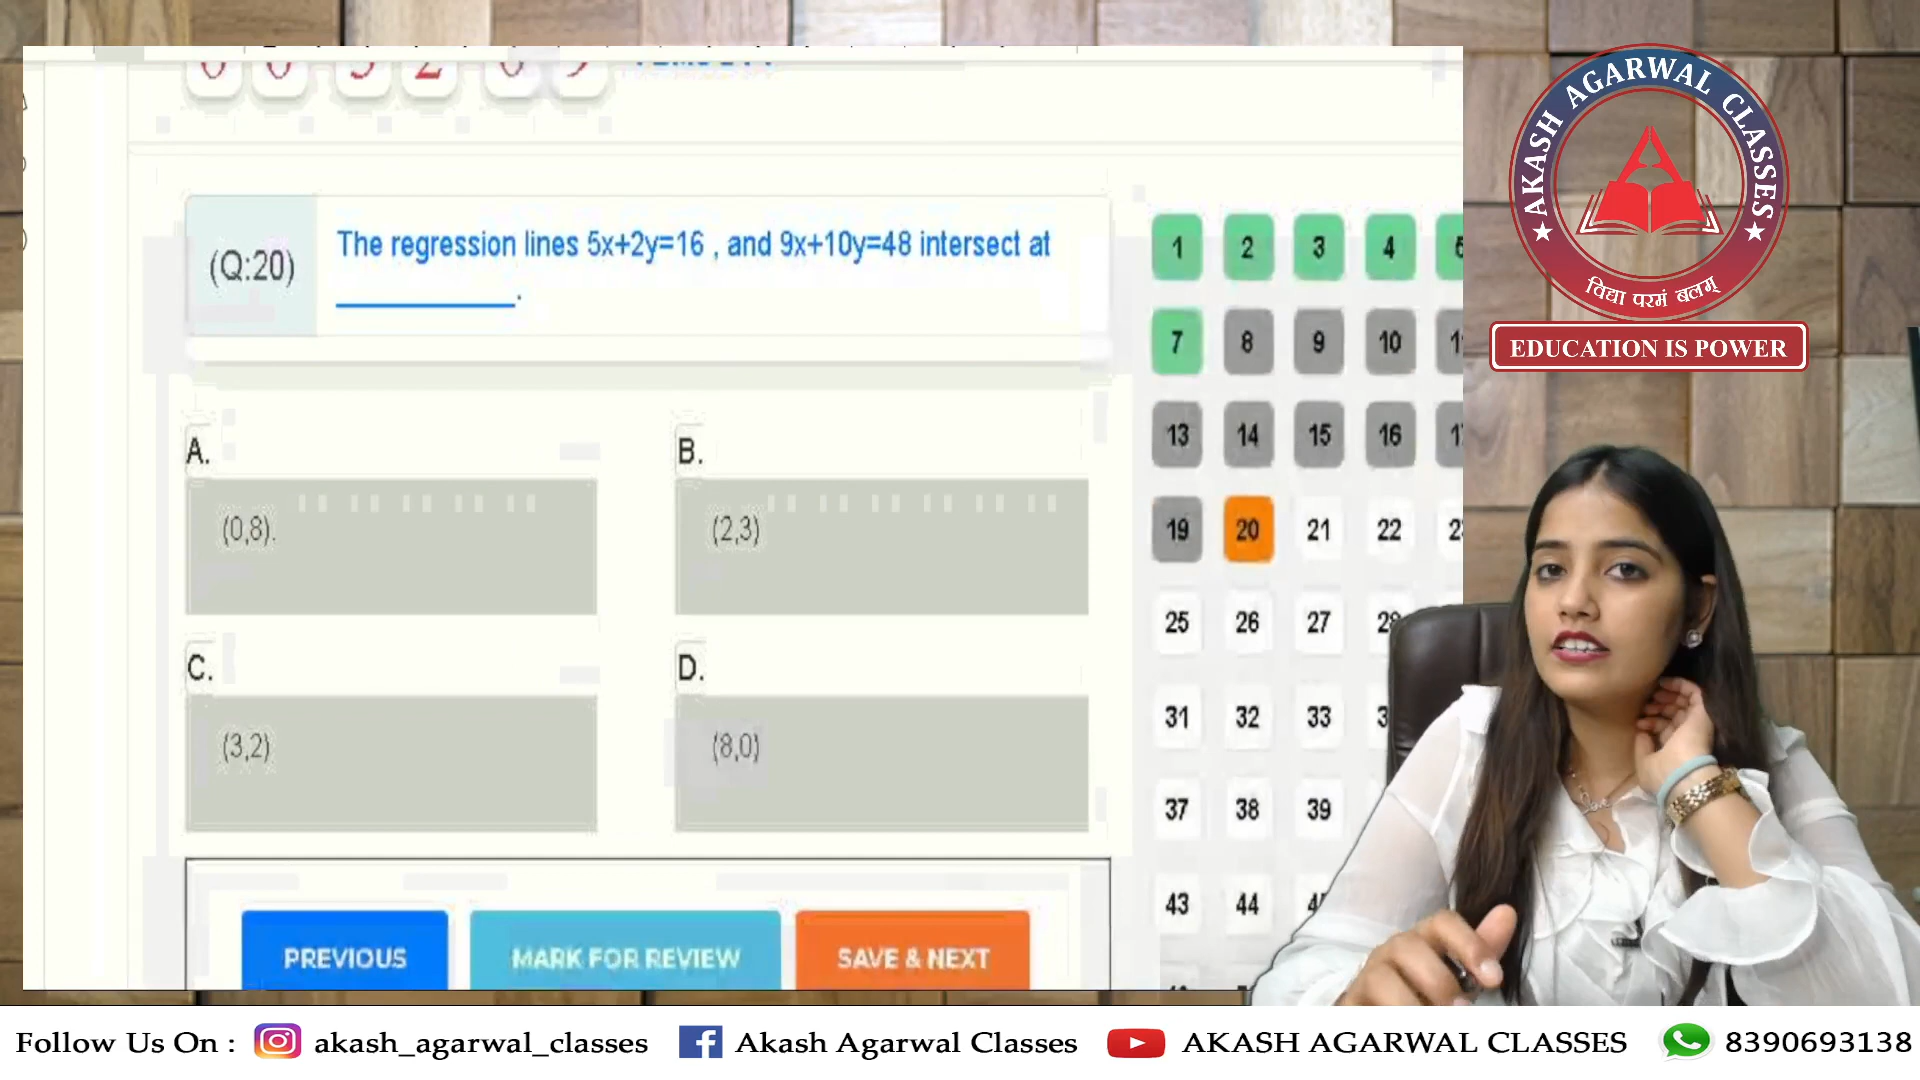 (Q:20)
The regression lines 5x+2y=16 , and 9x+10y=48 intersect at
____________.
A.
(0,8).
B.
(2,3)
C.
(3,2)
D.
(8,0)
PREVIOUS
MARK FOR REVIEW
SAVE & NEXT
1 2 3 4
7 8 9 10
13 14 15 16
19 20 21 22
25 26 27
31 32 33
37 38 39
43 44
AKASH AGARWAL CLASSES
विद्या परमं बलम्
EDUCATION IS POWER
Follow Us On : akash_agarwal_classes Akash Agarwal Classes AKASH AGARWAL CLASSES 8390693138